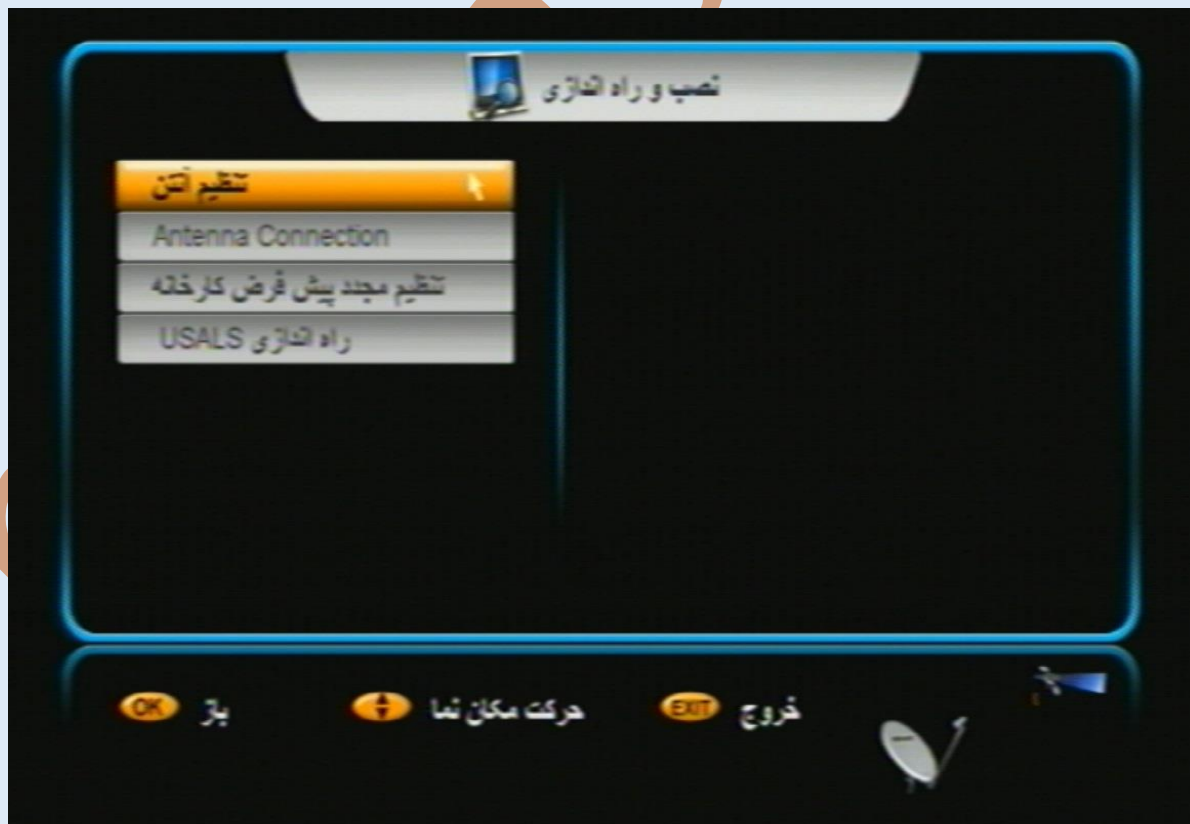 نصب و راه اندازی
تنظیم آنتن
Antenna Connection
تنظیم مجدد پیش فرض کارخانه
راه اندازی USALS
OK باز
حرکت مکان نما
EXIT خروج